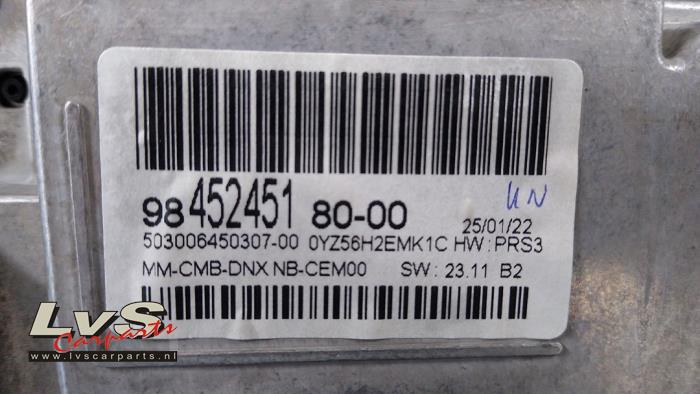 98 452451 80-00
UN
25/01/22
503006450307-00 0YZ56H2EMK1C HW : PRS3
MM-CMB-DNX NB-CEM00 SW : 23.11 B2
LvS
Carparts
www.lvscarparts.nl